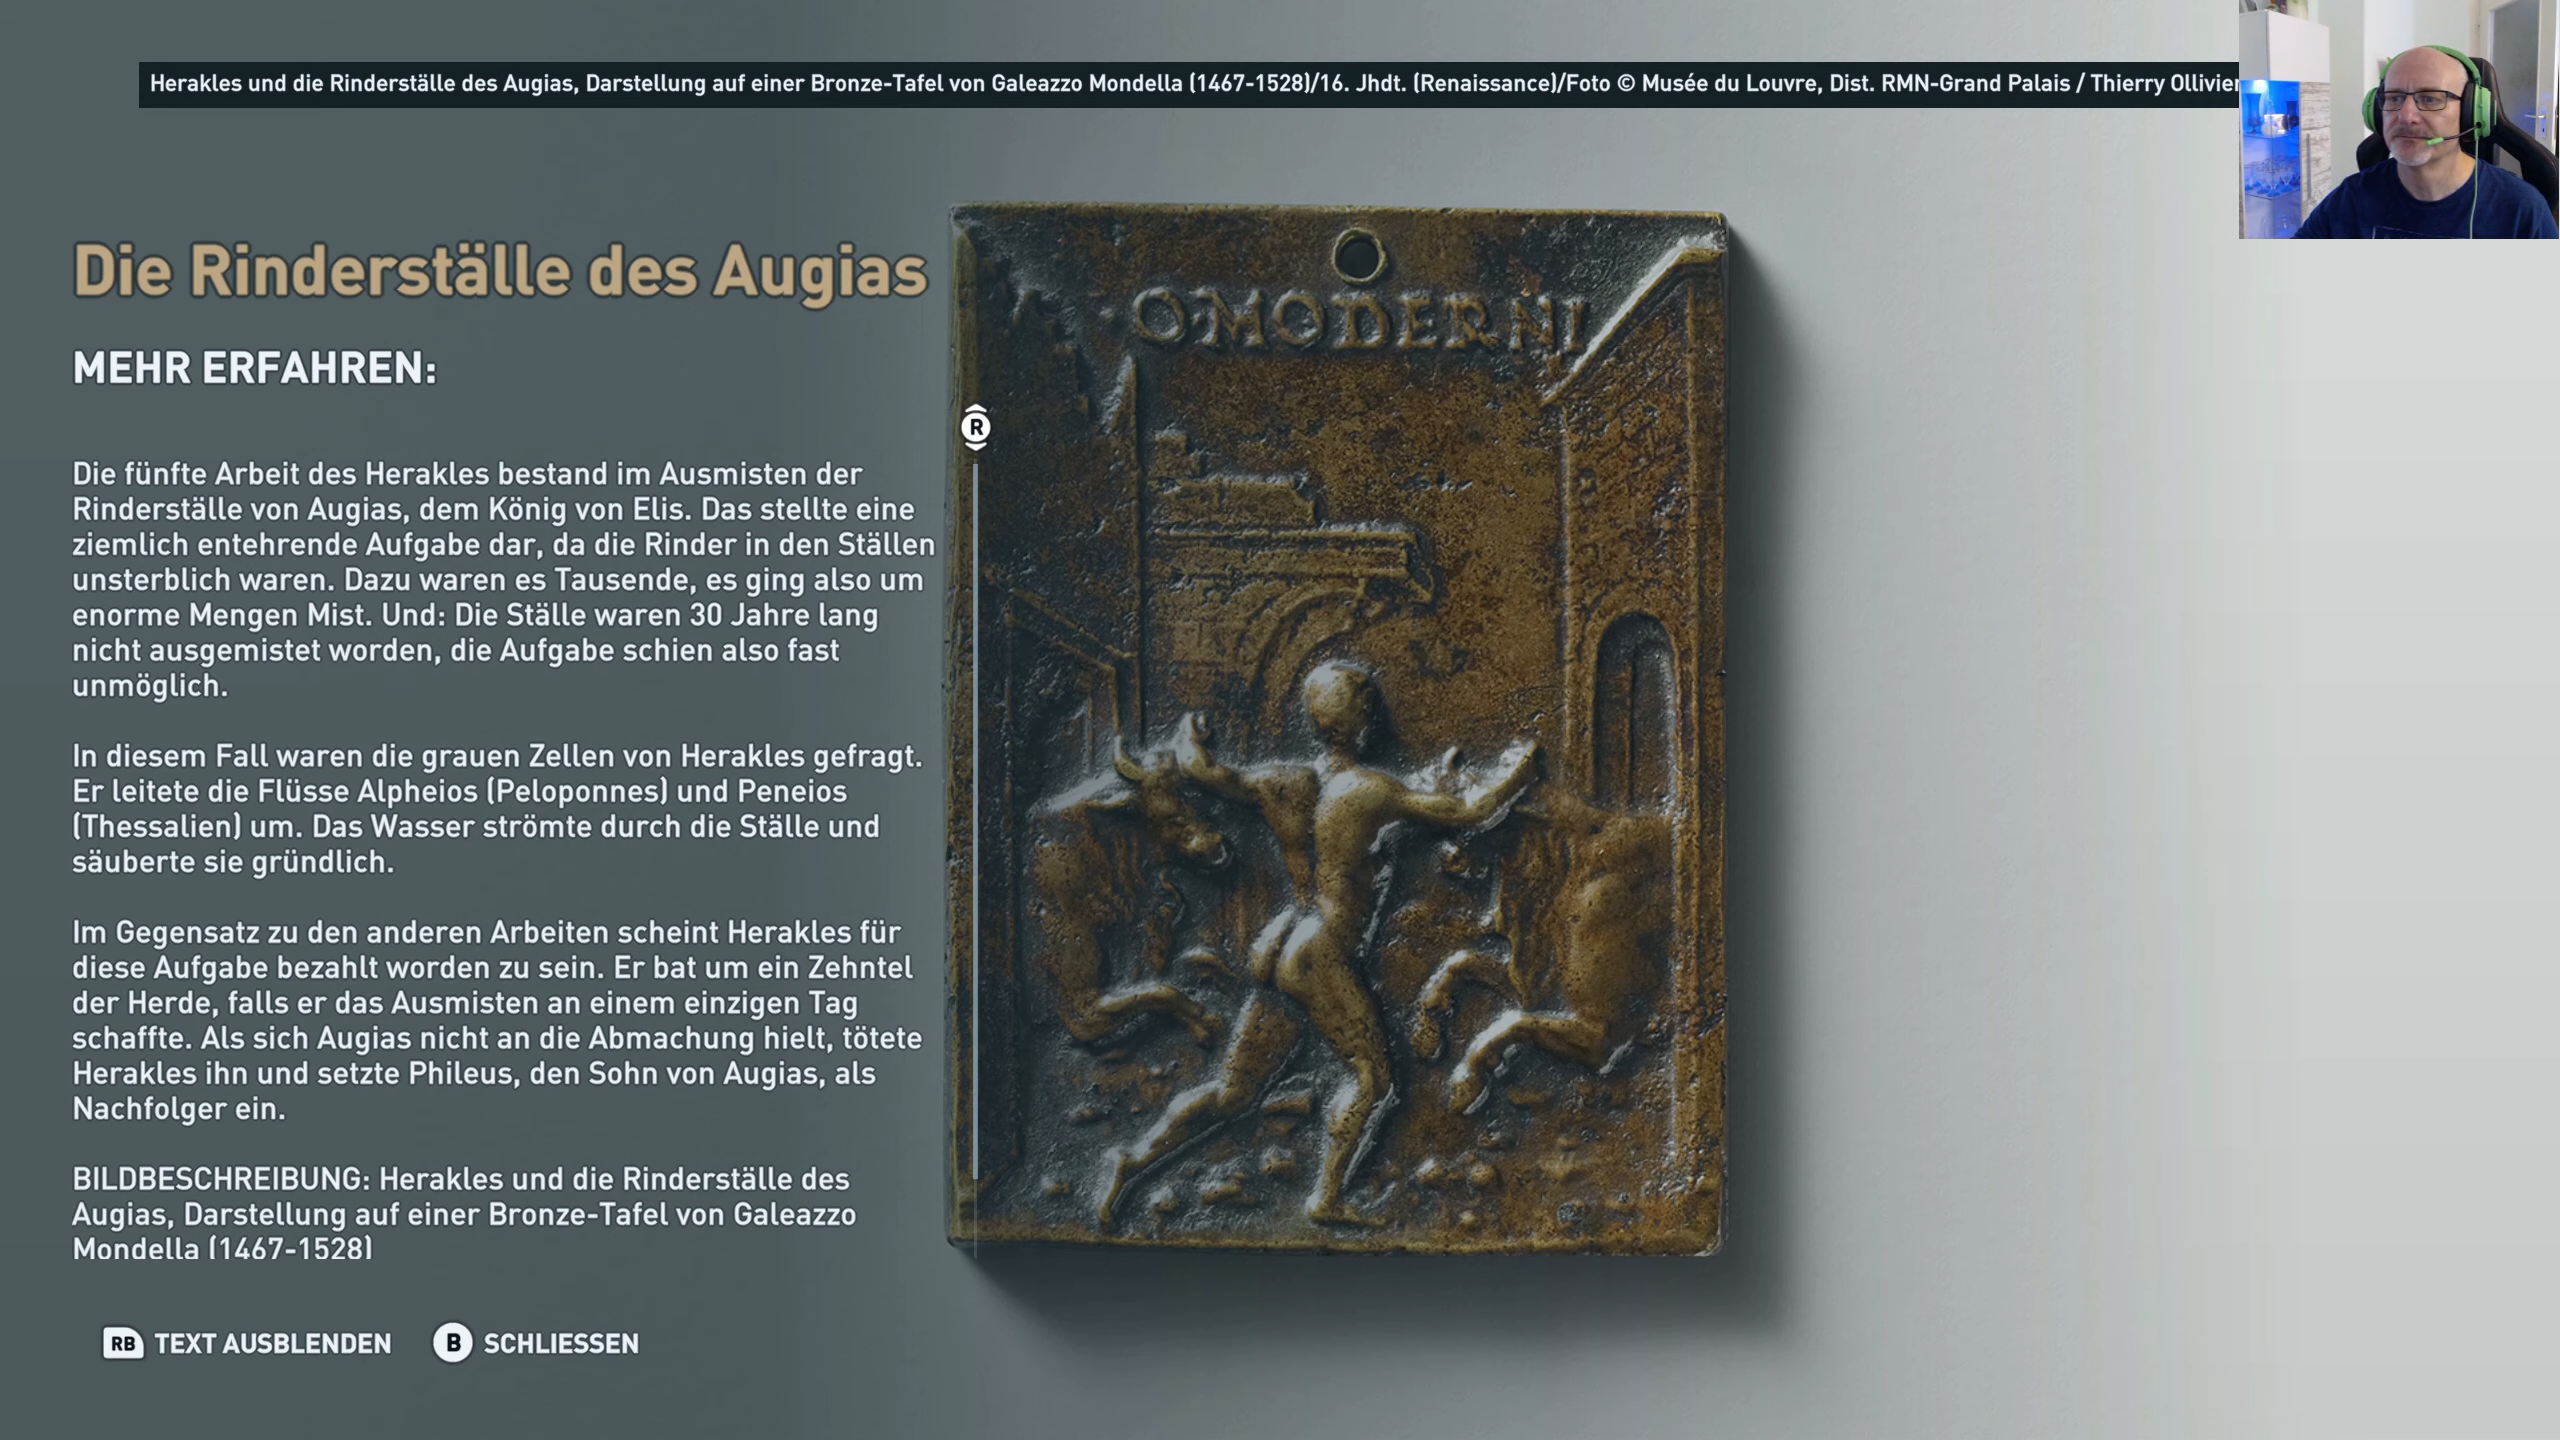 Herakles und die Rinderställe des Augias, Darstellung auf einer Bronze-Tafel von Galeazzo Mondella (1467-1528)/16. Jhdt. (Renaissance)/Foto © Musée du Louvre, Dist. RMN-Grand Palais / Thierry Ollivier
Die Rinderställe des Augias
MEHR ERFAHREN:
Die fünfte Arbeit des Herakles bestand im Ausmisten der
Rinderställe von Augias, dem König von Elis. Das stellte eine
ziemlich entehrende Aufgabe dar, da die Rinder in den Ställen
unsterblich waren. Dazu waren es Tausende, es ging also um
enorme Mengen Mist. Und: Die Ställe waren 30 Jahre lang
nicht ausgemistet worden, die Aufgabe schien also fast
unmöglich.
In diesem Fall waren die grauen Zellen von Herakles gefragt.
Er leitete die Flüsse Alpheios (Peloponnes) und Peneios
(Thessalien) um. Das Wasser strömte durch die Ställe und
säuberte sie gründlich.
Im Gegensatz zu den anderen Arbeiten scheint Herakles für
diese Aufgabe bezahlt worden zu sein. Er bat um ein Zehntel
der Herde, falls er das Ausmisten an einem einzigen Tag
schaffte. Als sich Augias nicht an die Abmachung hielt, tötete
Herakles ihn und setzte Phileus, den Sohn von Augias, als
Nachfolger ein.
BILDBESCHREIBUNG: Herakles und die Rinderställe des
Augias, Darstellung auf einer Bronze-Tafel von Galeazzo
Mondella (1467-1528)
R
O·MODERNI
RB TEXT AUSBLENDEN B SCHLIESSEN